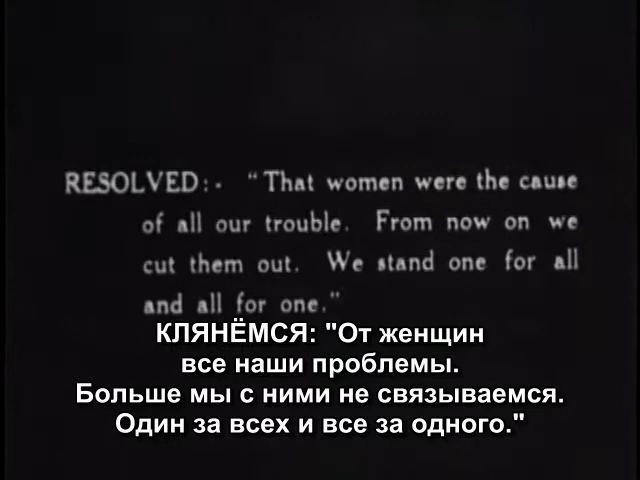 RESOLVED:- "That women were the cause
of all our trouble. From now on we
cut them out. We stand one for all
and all for one."
КЛЯНЁМСЯ: "От женщин
все наши проблемы.
Больше мы с ними не связываемся.
Один за всех и все за одного."